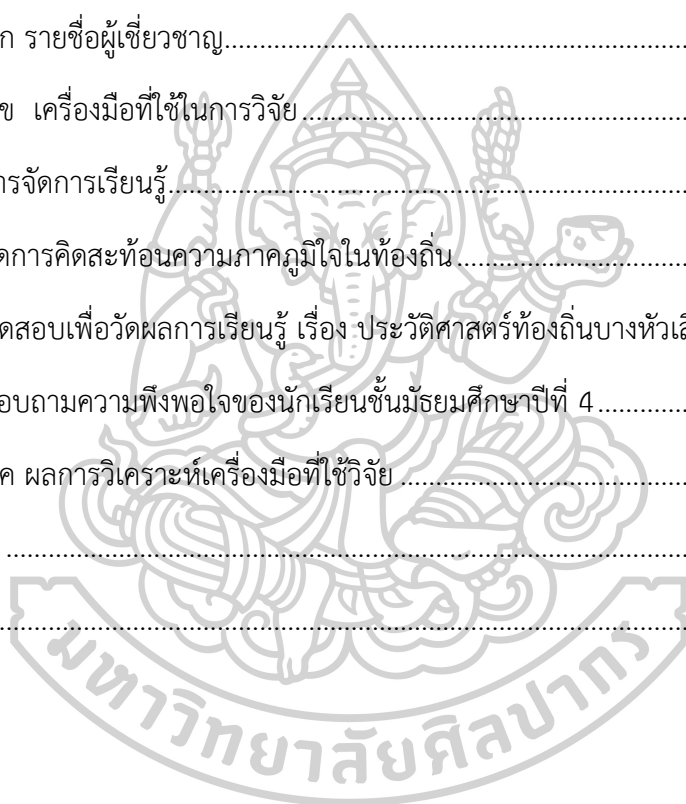 ก รายชื่อผู้เชี่ยวชาญ
ข เครื่องมือที่ใช้ในการวิจัย
ารจัดการเรียนรู้
ดการคิดสะท้อนความภาคภูมิใจในท้องถิ่น
ดสอบเพื่อวัดผลการเรียนรู้ เรื่อง ประวัติศาสตร์ท้องถิ่นบางหัวเสื
อบถามความพึงพอใจของนักเรียนชั้นมัธยมศึกษาปีที่ 4
ค ผลการวิเคราะห์เครื่องมือที่ใช้วิจัย
มหาวิทยาลัยศิลปากร